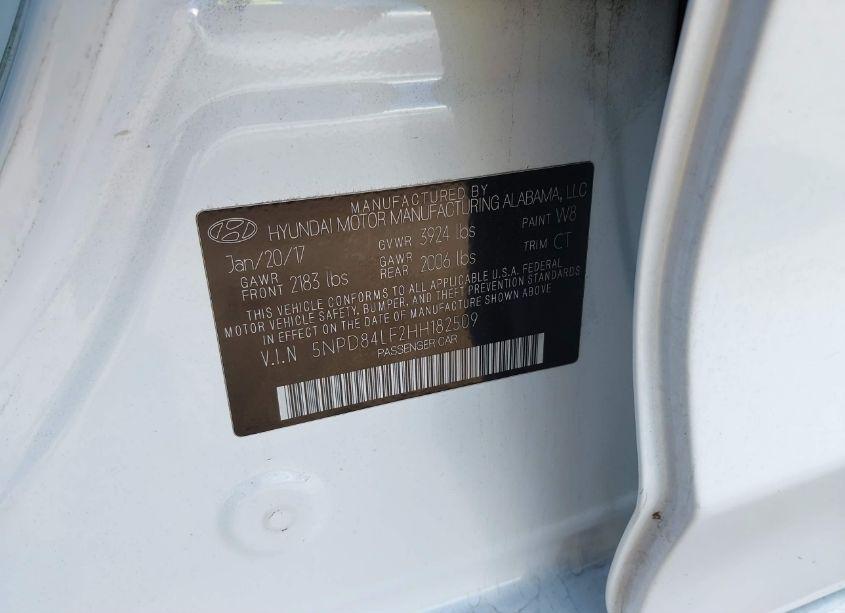 MANUFACTURED BY
HYUNDAI MOTOR MANUFACTURING ALABAMA, LLC
Jan/20/17 GVWR 3924 lbs PAINT W8
GAWR FRONT 2183 lbs GAWR REAR 2006 lbs TRIM CT
THIS VEHICLE CONFORMS TO ALL APPLICABLE U.S.A. FEDERAL
MOTOR VEHICLE SAFETY, BUMPER, AND THEFT PREVENTION STANDARDS
IN EFFECT ON THE DATE OF MANUFACTURE SHOWN ABOVE
V.I.N 5NPD84LF2HH182509
PASSENGER CAR